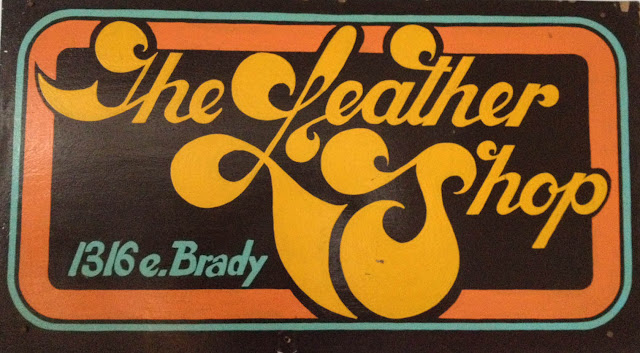 The Leather
Shop
1316 e. Brady